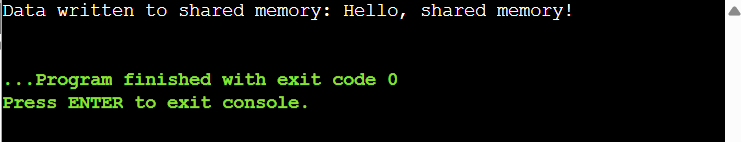 Data written to shared memory: Hello, shared memory!
...Program finished with exit code 0
Press ENTER to exit console.